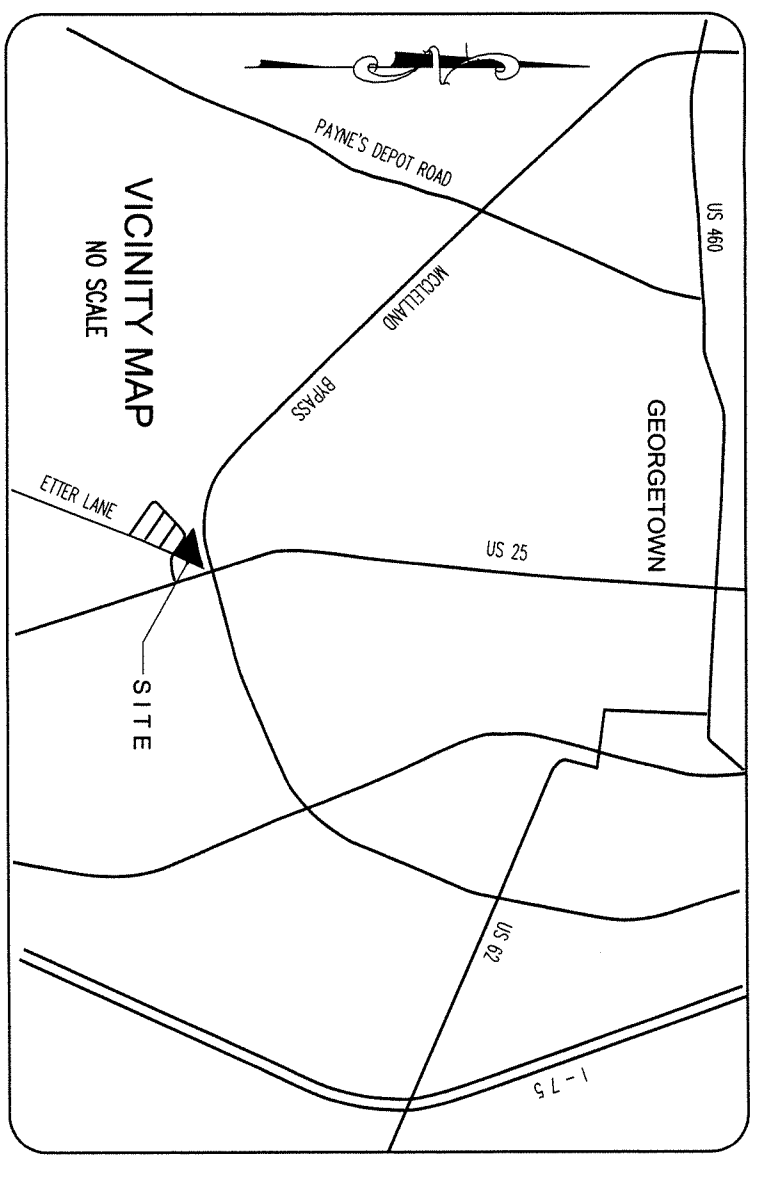 N
US 460
GEORGETOWN
PAYNE'S DEPOT ROAD
MCCLELLAND
BYPASS
US 25
US 62
I-75
VICINITY MAP
NO SCALE
ETTER LANE
SITE